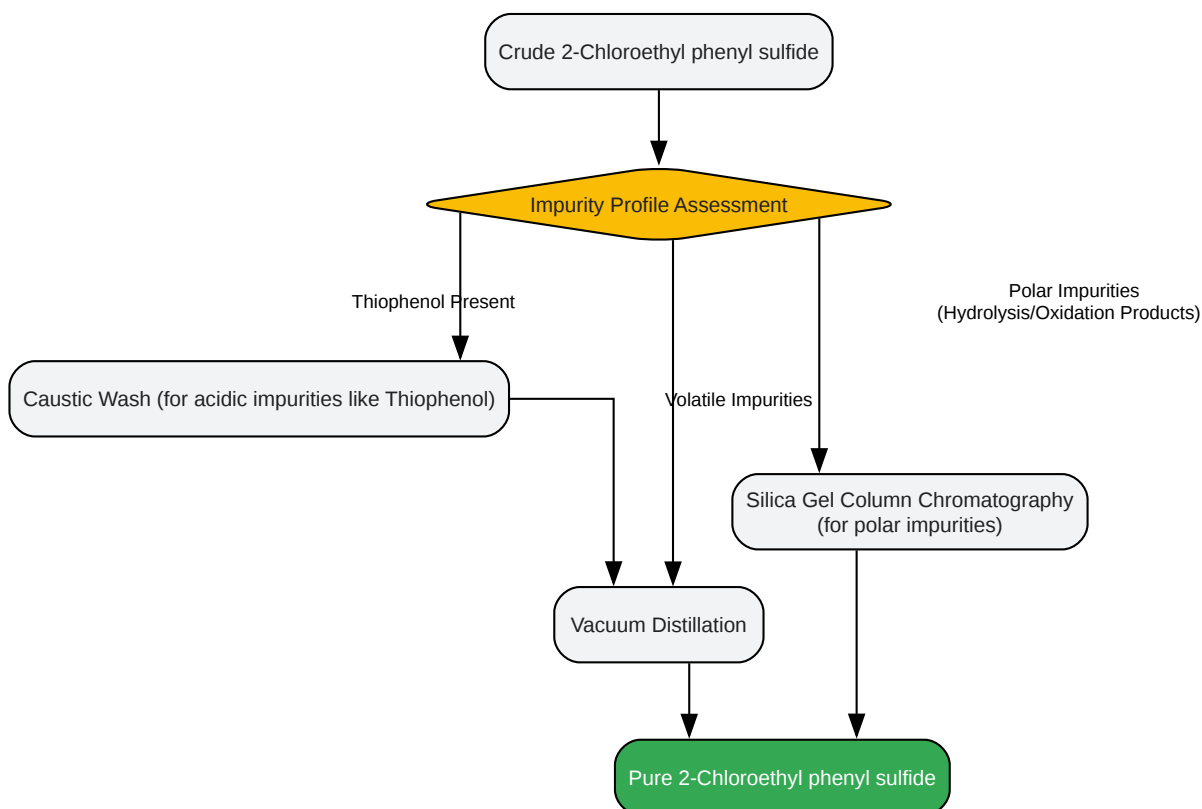 Crude 2-Chloroethyl phenyl sulfide
Impurity Profile Assessment
Thiophenol Present
Polar Impurities
(Hydrolysis/Oxidation Products)
Caustic Wash (for acidic impurities like Thiophenol)
Volatile Impurities
Silica Gel Column Chromatography
(for polar impurities)
Vacuum Distillation
Pure 2-Chloroethyl phenyl sulfide